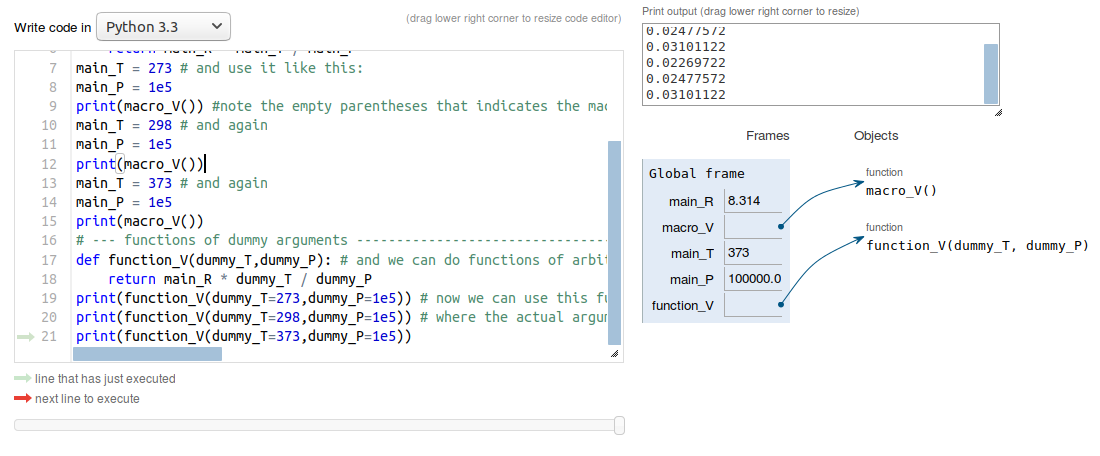 Write code in Python 3.3
(drag lower right corner to resize code editor)
7 main_T = 273 # and use it like this:
8 main_P = 1e5
9 print(macro_V()) #note the empty parentheses that indicates the mac
10 main_T = 298 # and again
11 main_P = 1e5
12 print(macro_V())
13 main_T = 373 # and again
14 main_P = 1e5
15 print(macro_V())
16 # --- functions of dummy arguments --------------------------------
17 def function_V(dummy_T,dummy_P): # and we can do functions of arbit
18     return main_R * dummy_T / dummy_P
19 print(function_V(dummy_T=273,dummy_P=1e5)) # now we can use this fu
20 print(function_V(dummy_T=298,dummy_P=1e5)) # where the actual argum
21 print(function_V(dummy_T=373,dummy_P=1e5))
line that has just executed
next line to execute
Print output (drag lower right corner to resize)
0.02477572
0.03101122
0.02269722
0.02477572
0.03101122
Frames
Objects
Global frame
main_R 8.314
macro_V
main_T 373
main_P 100000.0
function_V
function
macro_V()
function
function_V(dummy_T, dummy_P)